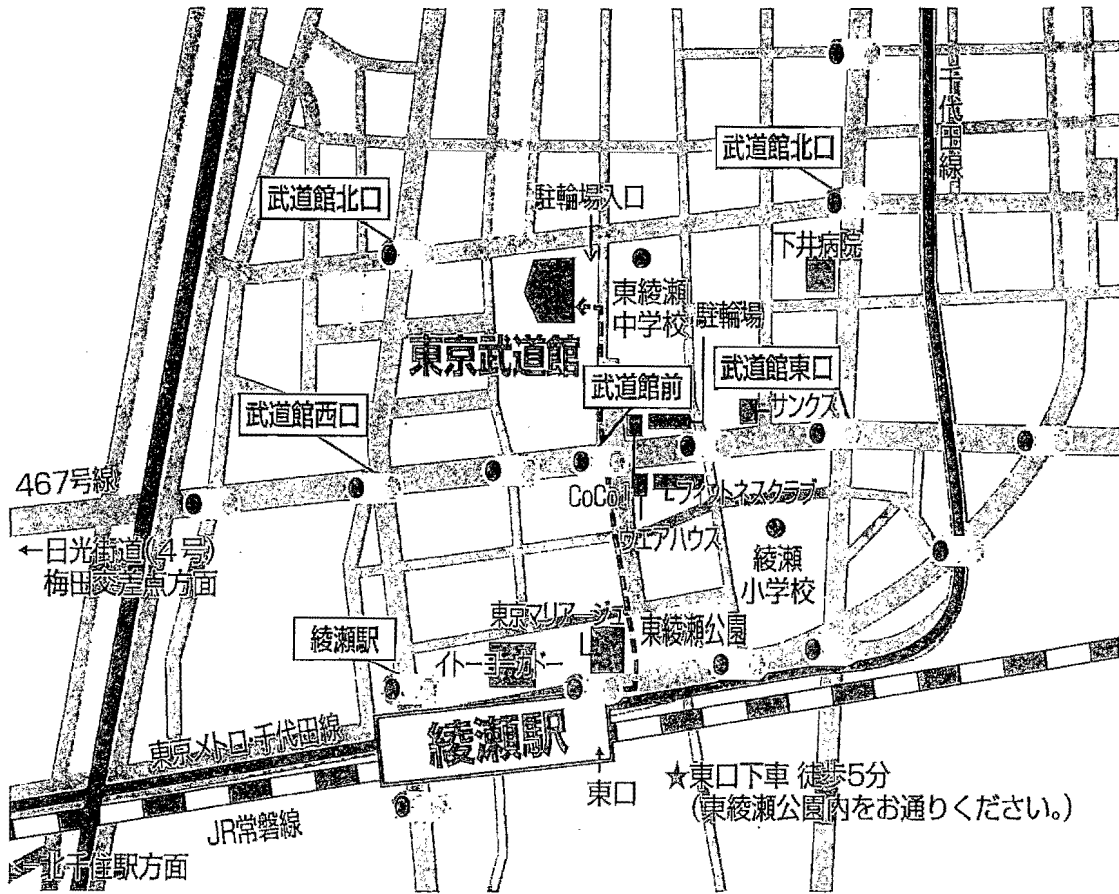 千代田線
武道館北口
武道館北口
駐輪場入口
下井病院
東綾瀬
中学校
駐輪場
東京武道館
武道館前
武道館東口
サンクス
武道館西口
467号線
CoCo1
フィットネスクラブ
ウェアハウス
←日光街道(4号)
梅田交差点方面
綾瀬
小学校
東京マリアージュ
東綾瀬公園
綾瀬駅
イトーヨーカドー
綾瀬駅
東京メトロ・千代田線
東口
★東口下車 徒歩5分
(東綾瀬公園内をお通りください。)
JR常磐線
←北千住駅方面